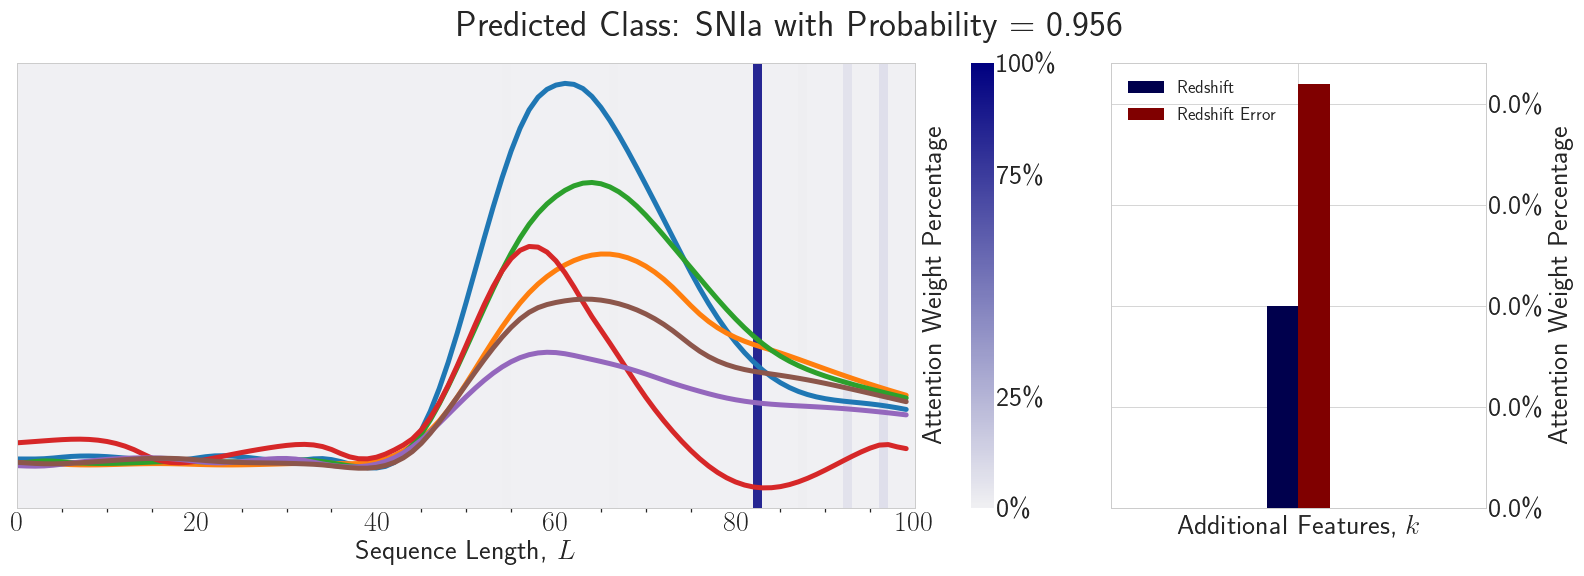 Predicted Class: SNIa with Probability = 0.956
0
20
40
60
80
100
Sequence Length, L
100%
75%
25%
0%
Attention Weight Percentage
Redshift
Redshift Error
0.0%
0.0%
0.0%
0.0%
0.0%
Attention Weight Percentage
Additional Features, k